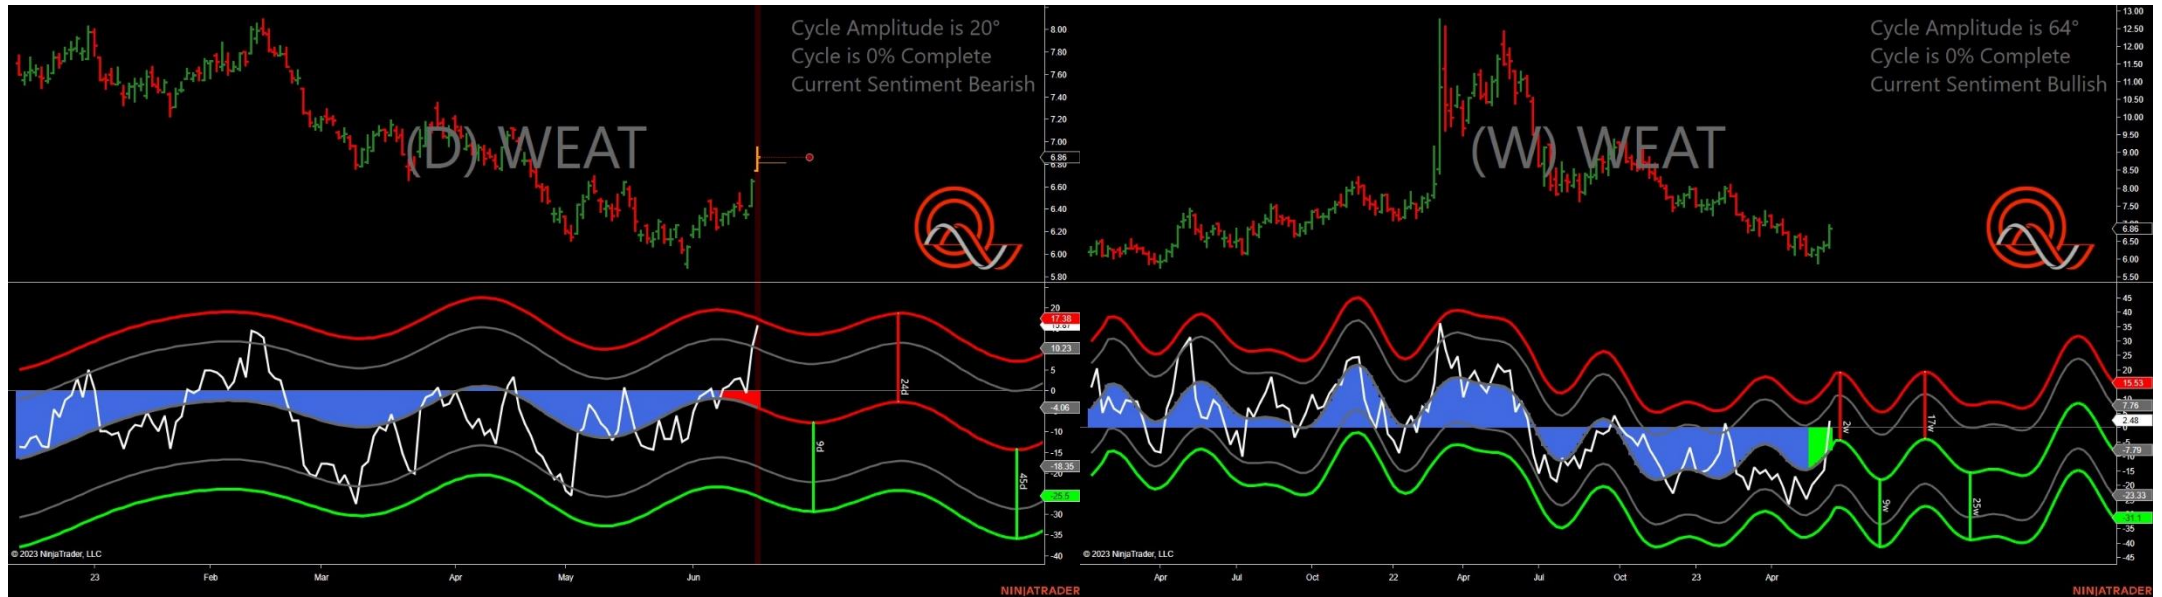 Cycle Amplitude is 20°
Cycle is 0% Complete
Current Sentiment Bearish
(D) WEAT
8.00
7.80
7.60
7.40
7.20
7.00
6.86
6.80
6.60
6.40
6.20
6.00
5.80
20
17.38
10.23
5
0
-4.06
-10
-15
-18.35
-20
-25.5
-30
-35
-40
24d
9d
45d
© 2023 NinjaTrader, LLC
23
Feb
Mar
Apr
May
Jun
NINJATRADER
Cycle Amplitude is 64°
Cycle is 0% Complete
Current Sentiment Bullish
(W) WEAT
13.00
12.50
12.00
11.50
11.00
10.50
10.00
9.50
9.00
8.50
8.00
7.50
6.86
6.50
6.00
5.50
45
40
35
30
25
20
15.53
7.76
2.48
-7.79
-15
-20
-23.33
-31.1
-35
-40
-45
2w
17w
9w
25w
© 2023 NinjaTrader, LLC
Apr
Jul
Oct
22
Apr
Jul
Oct
23
Apr
NINJATRADER